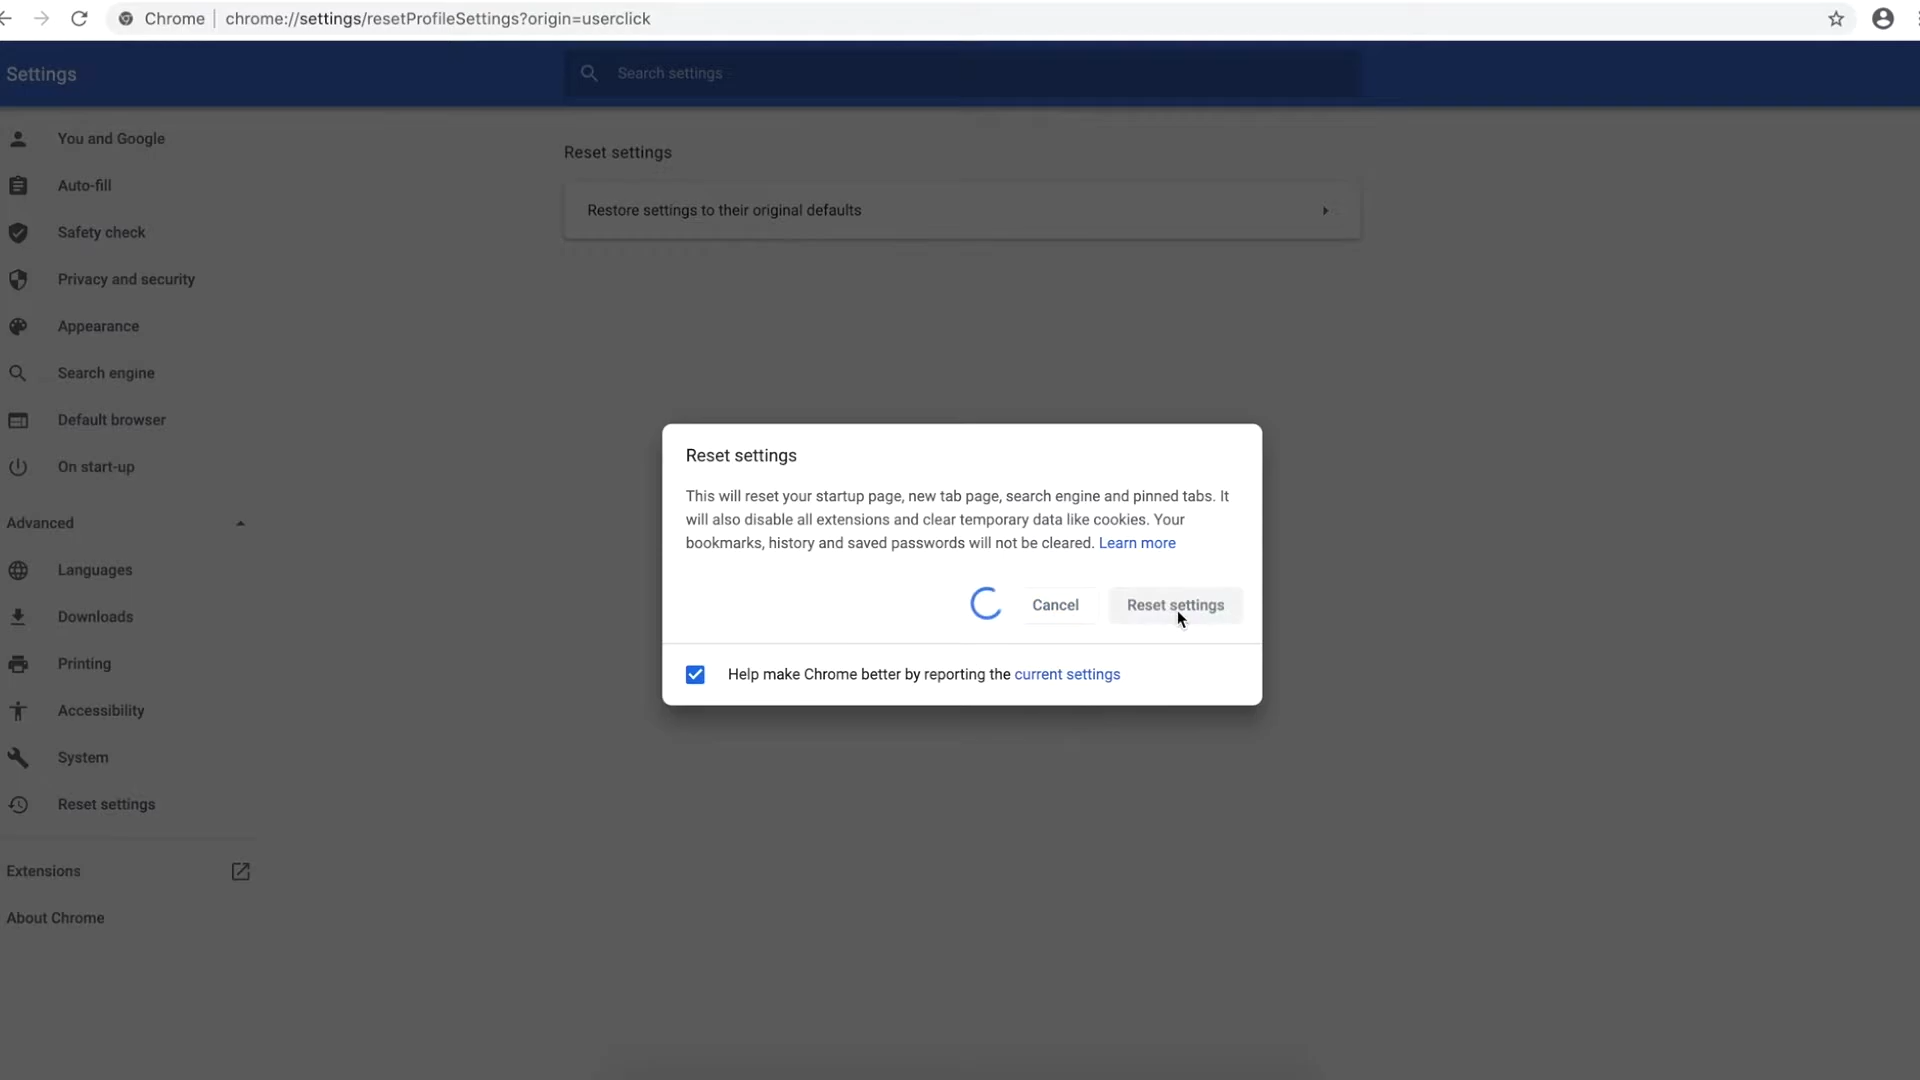 Chrome | chrome://settings/resetProfileSettings?origin=userclick
Settings
Search settings
You and Google
Auto-fill
Safety check
Privacy and security
Appearance
Search engine
Default browser
On start-up
Advanced
Languages
Downloads
Printing
Accessibility
System
Reset settings
Extensions
About Chrome
Reset settings
Restore settings to their original defaults
Reset settings
This will reset your startup page, new tab page, search engine and pinned tabs. It
will also disable all extensions and clear temporary data like cookies. Your
bookmarks, history and saved passwords will not be cleared. Learn more
Cancel
Reset settings
Help make Chrome better by reporting the current settings